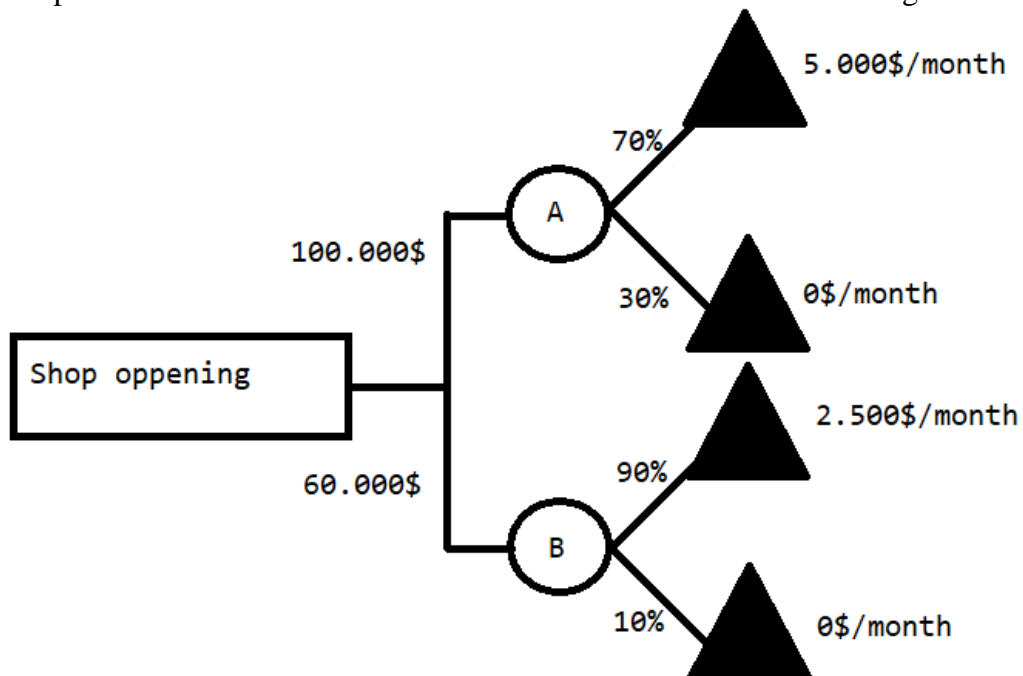 5.000$/month
70%
A
100.000$
30%
0$/month
Shop oppening
2.500$/month
60.000$
90%
B
10%
0$/month